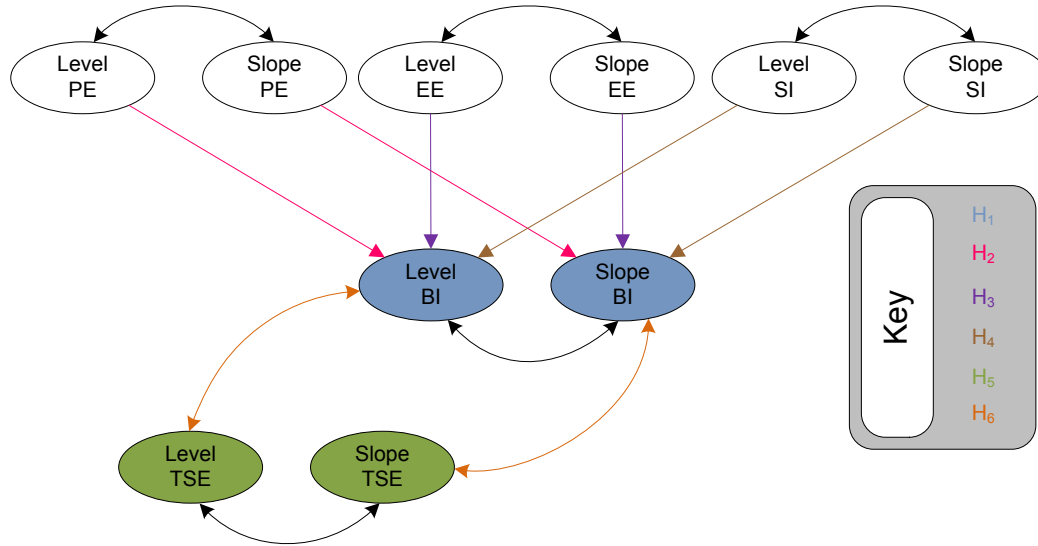 Level
PE
Slope
PE
Level
EE
Slope
EE
Level
SI
Slope
SI
Level
BI
Slope
BI
Level
TSE
Slope
TSE
Key
H₁
H₂
H₃
H₄
H₅
H₆